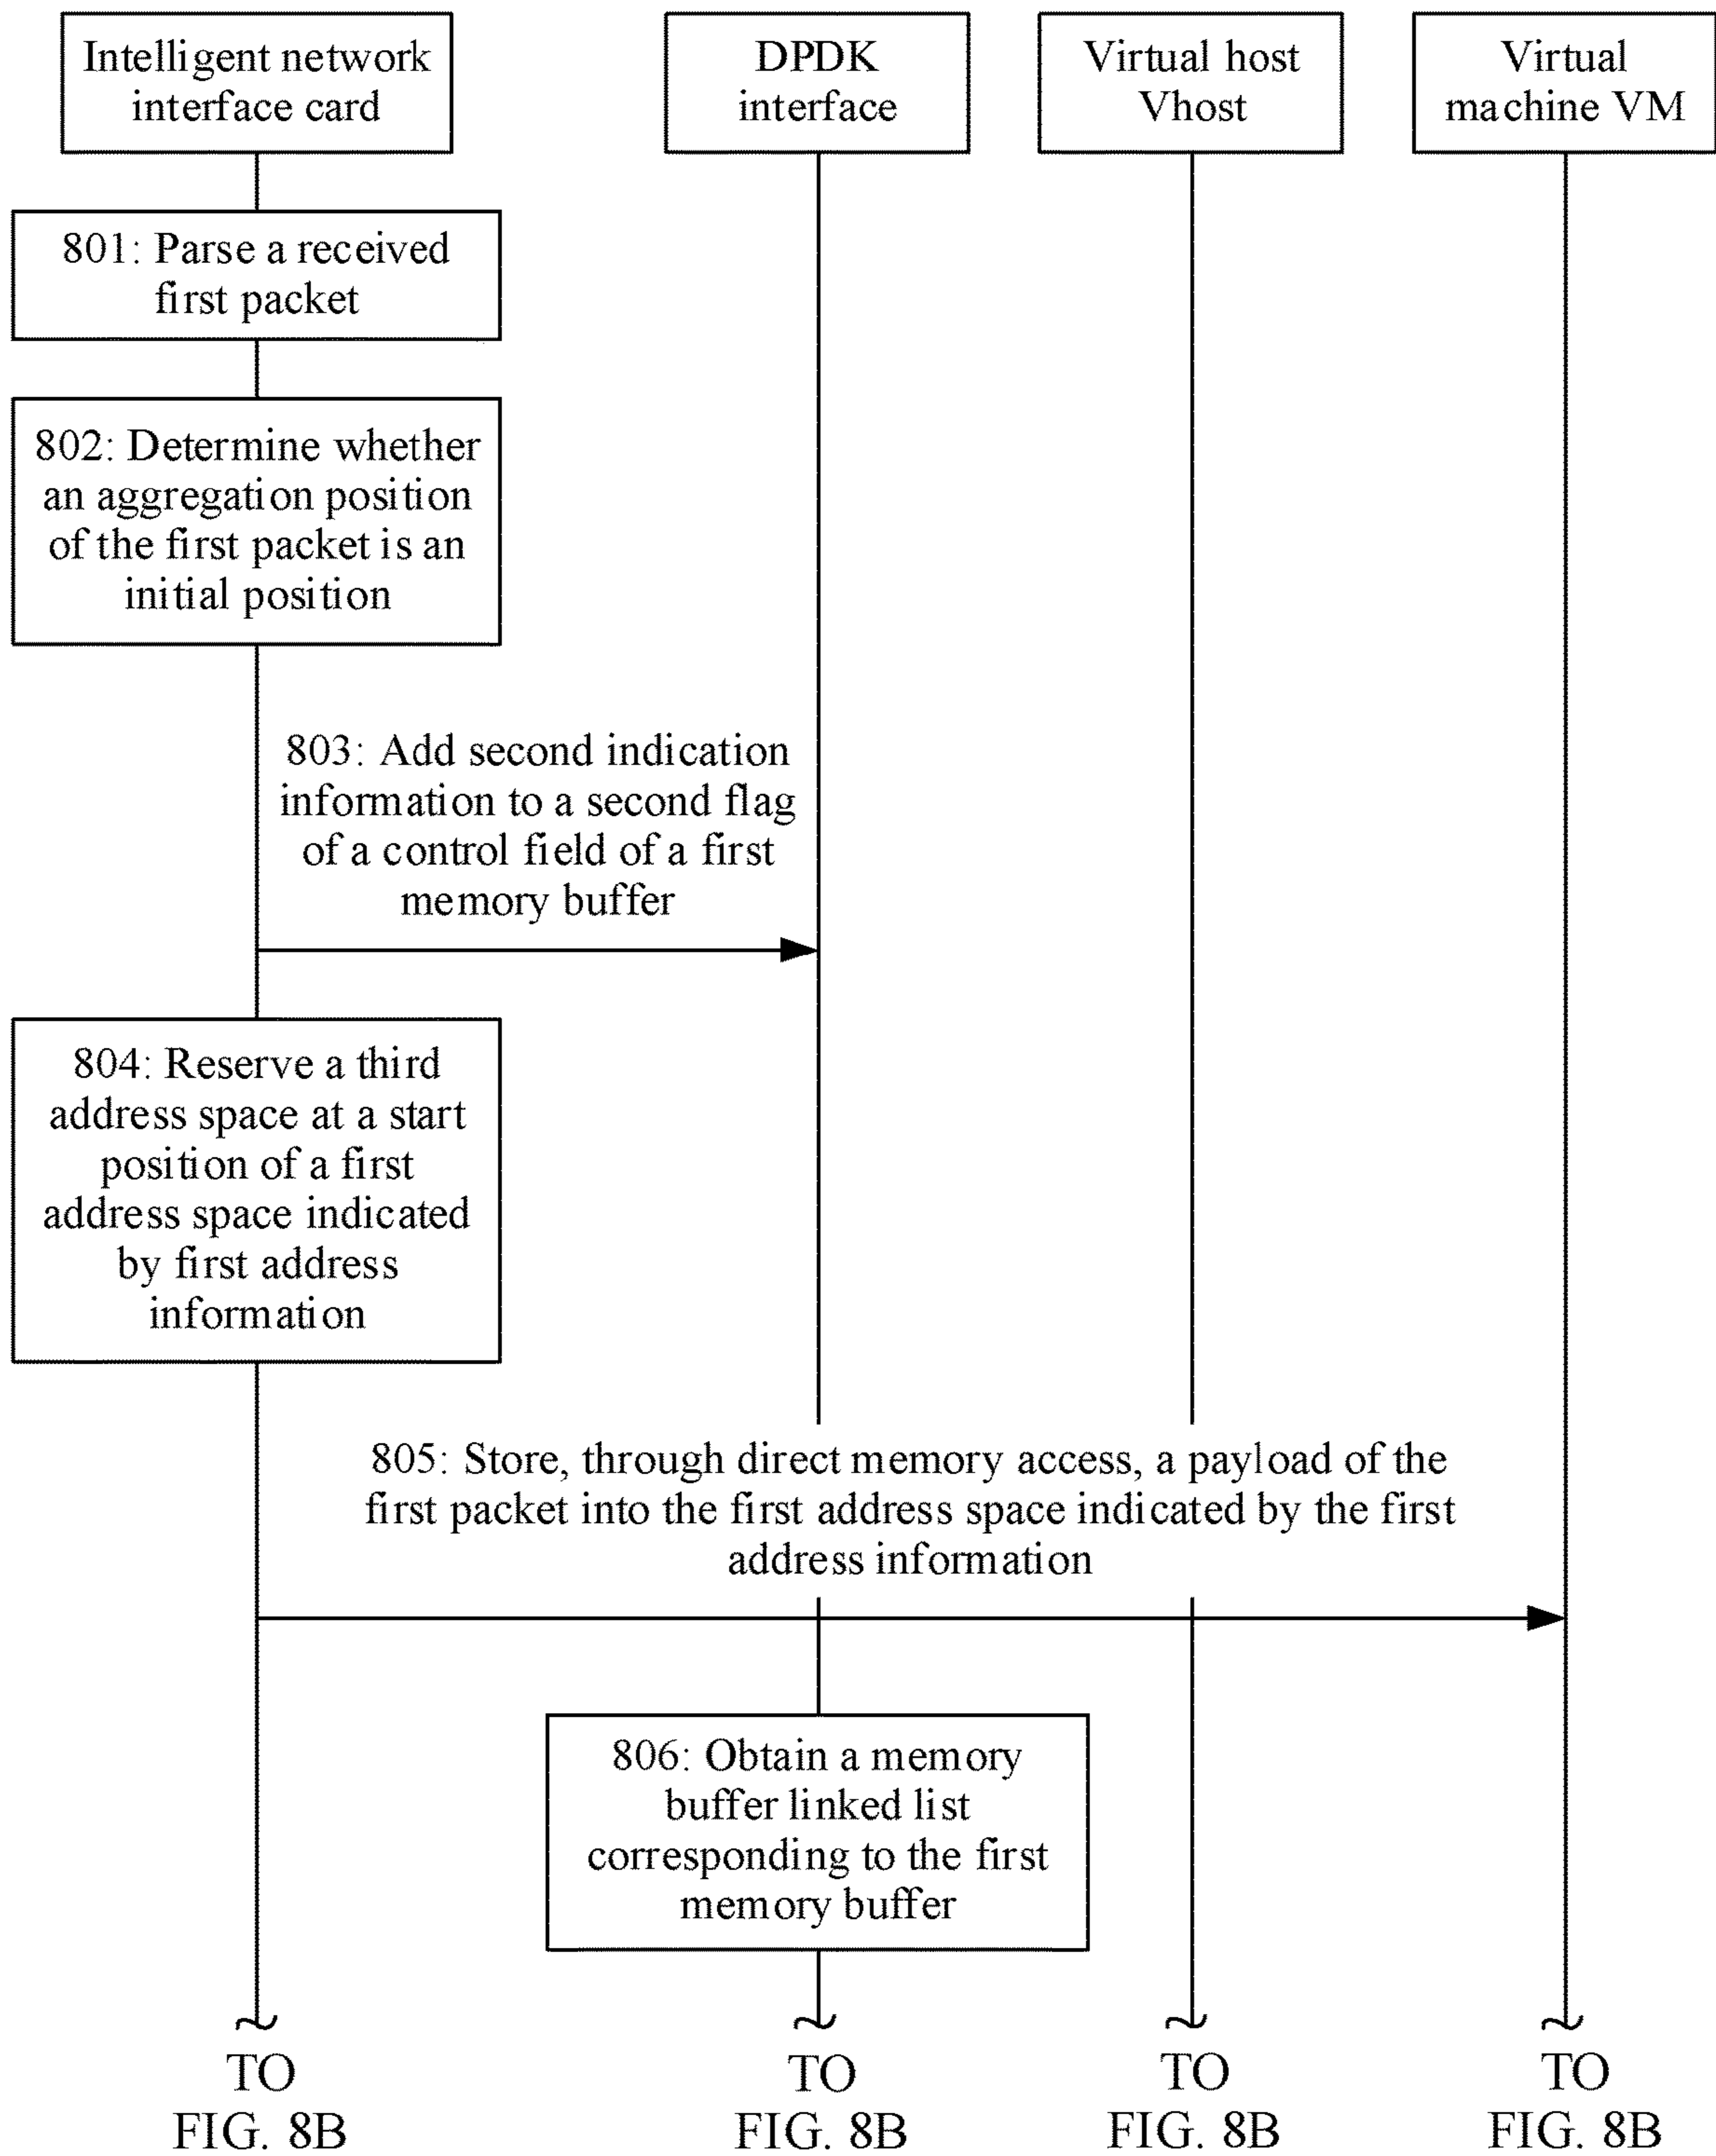 Intelligent network
interface card
DPDK
interface
Virtual host
Vhost
Virtual
machine VM
801: Parse a received
first packet
802: Determine whether
an aggregation position
of the first packet is an
initial position
803: Add second indication
information to a second flag
of a control field of a first
memory buffer
804: Reserve a third
address space at a start
position of a first
address space indicated
by first address
information
805: Store, through direct memory access, a payload of the
first packet into the first address space indicated by the first
address information
806: Obtain a memory
buffer linked list
corresponding to the first
memory buffer
TO
FIG. 8B
TO
FIG. 8B
TO
FIG. 8B
TO
FIG. 8B